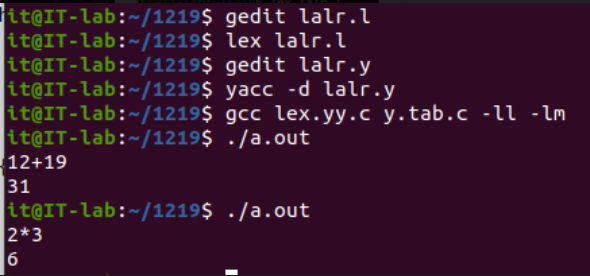 it@IT-lab:~/1219$ gedit lalr.l
it@IT-lab:~/1219$ lex lalr.l
it@IT-lab:~/1219$ gedit lalr.y
it@IT-lab:~/1219$ yacc -d lalr.y
it@IT-lab:~/1219$ gcc lex.yy.c y.tab.c -ll -lm
it@IT-lab:~/1219$ ./a.out
12+19
31
it@IT-lab:~/1219$ ./a.out
2*3
6